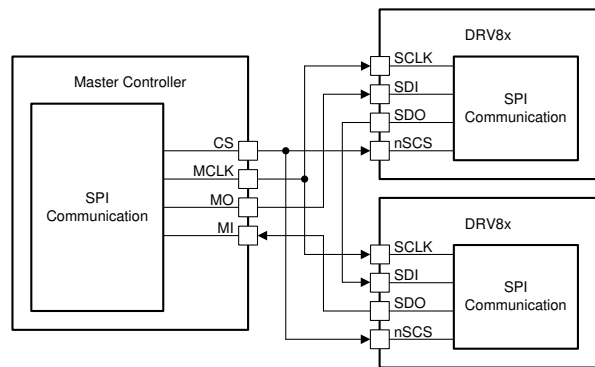 Master Controller
SPI
Communication
CS
MCLK
MO
MI
DRV8x
SCLK
SDI
SDO
nSCS
SPI
Communication
DRV8x
SCLK
SDI
SDO
nSCS
SPI
Communication